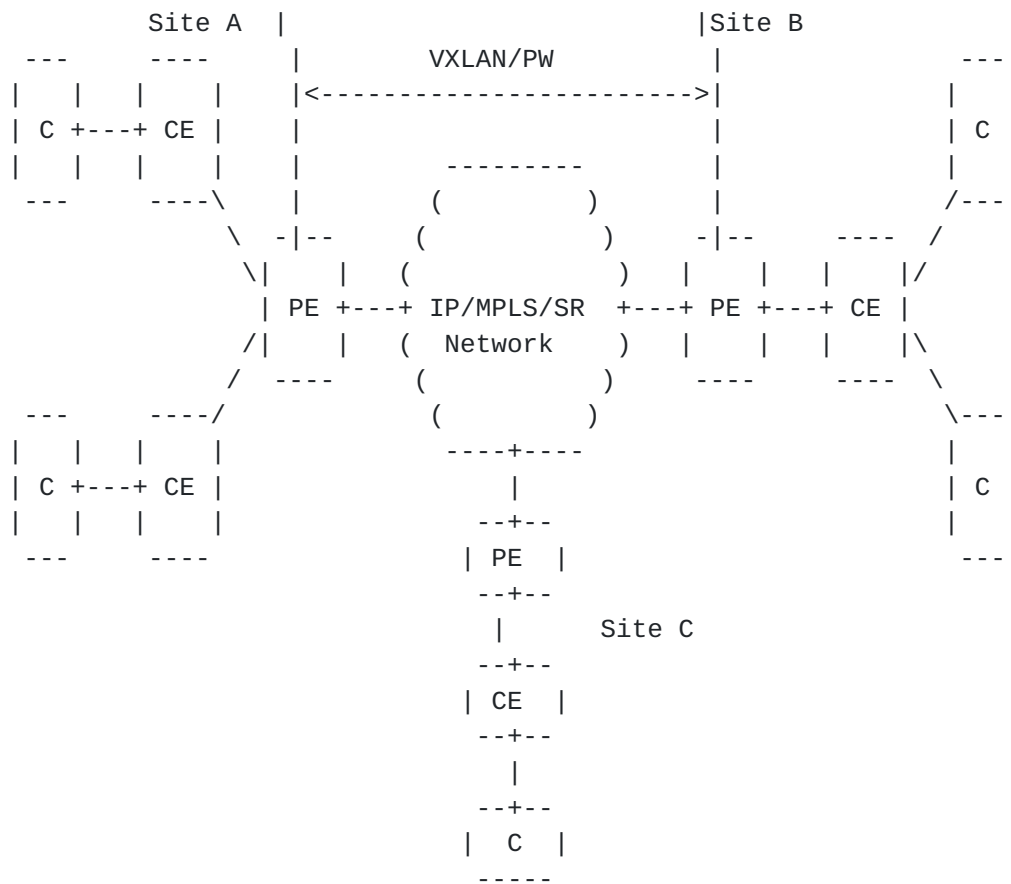 Site A | |Site B
VXLAN/PW
C CE C
IP/MPLS/SR
PE PE CE
Network
C CE C
PE
Site C
CE
C